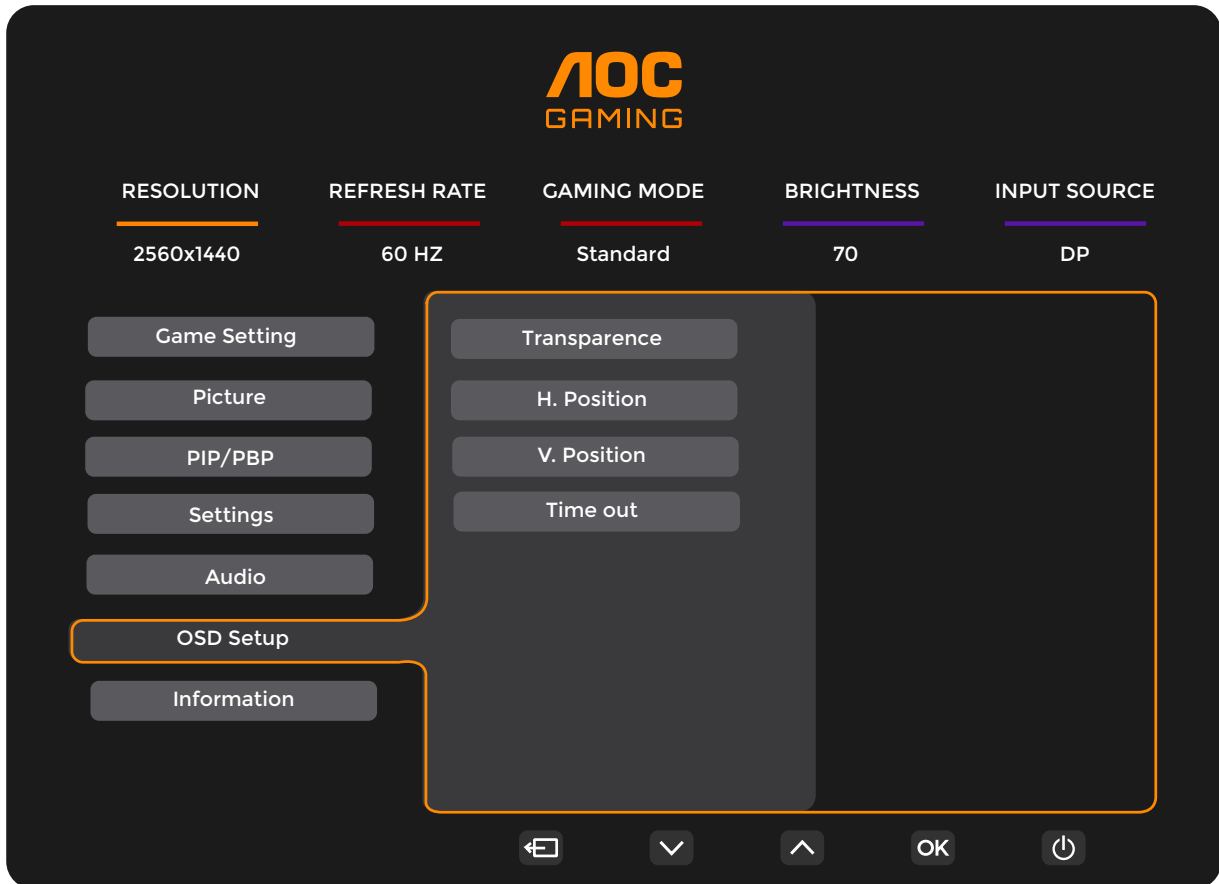 AOC
GAMING
RESOLUTION REFRESH RATE GAMING MODE BRIGHTNESS INPUT SOURCE
2560x1440 60 HZ Standard 70 DP
Game Setting
Picture
PIP/PBP
Settings
Audio
OSD Setup
Information
Transparence
H. Position
V. Position
Time out
OK